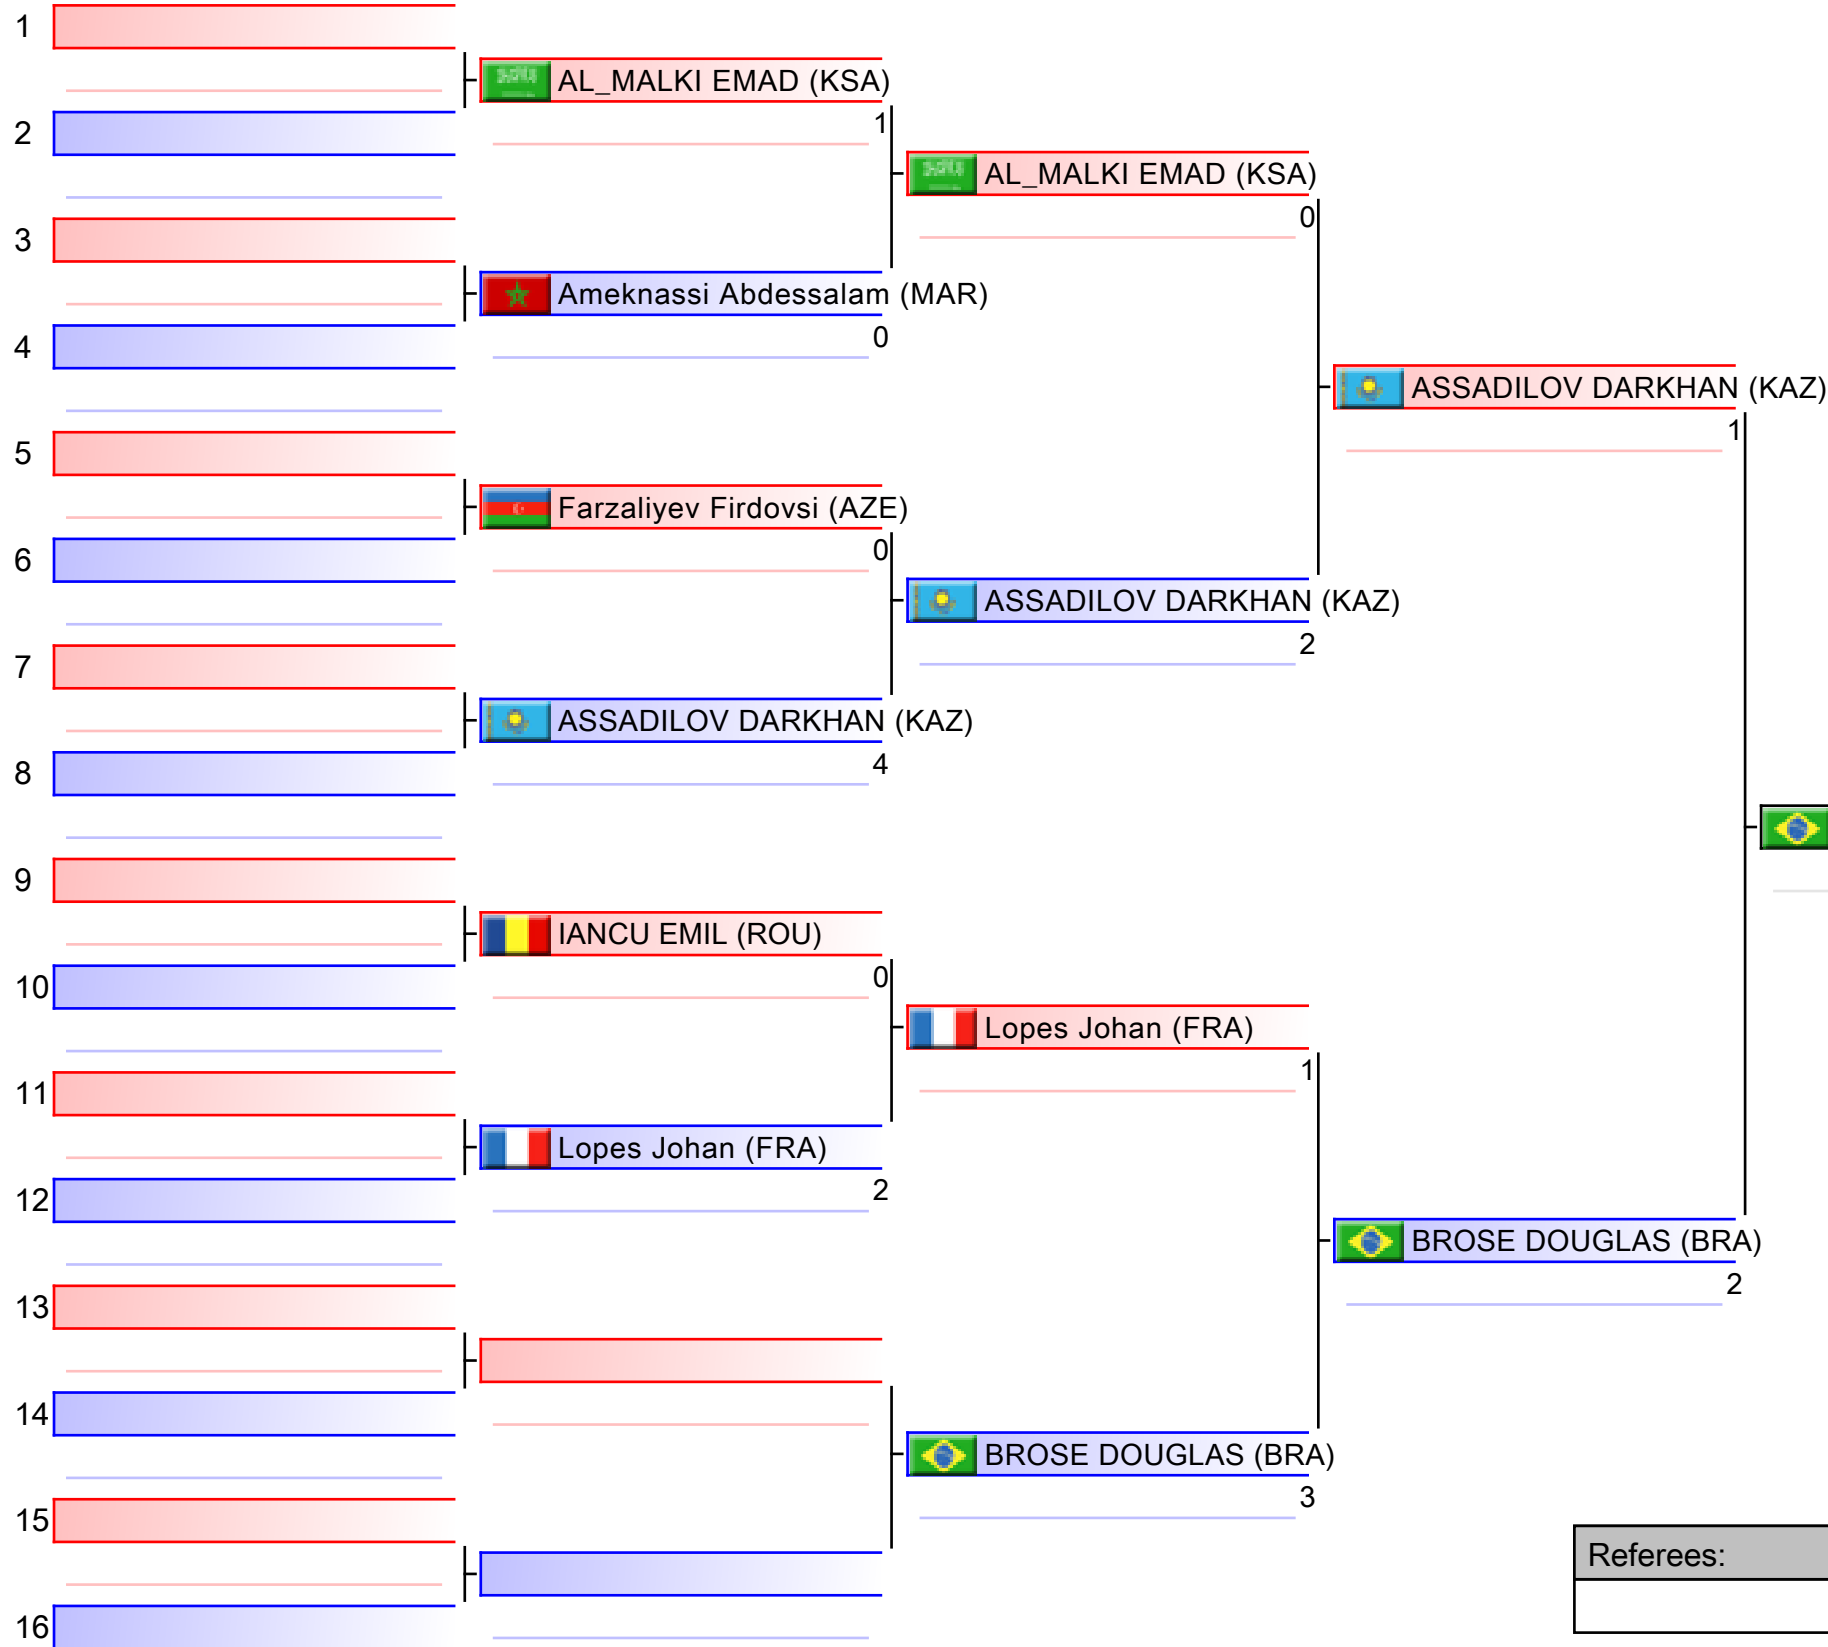 1
AL_MALKI EMAD (KSA)
1
2
AL_MALKI EMAD (KSA)
0
3
Ameknassi Abdessalam (MAR)
0
4
ASSADILOV DARKHAN (KAZ)
1
5
Farzaliyev Firdovsi (AZE)
0
6
ASSADILOV DARKHAN (KAZ)
2
7
ASSADILOV DARKHAN (KAZ)
4
8
9
IANCU EMIL (ROU)
0
10
Lopes Johan (FRA)
1
11
Lopes Johan (FRA)
2
12
BROSE DOUGLAS (BRA)
2
13
14
BROSE DOUGLAS (BRA)
3
15
Referees:
16